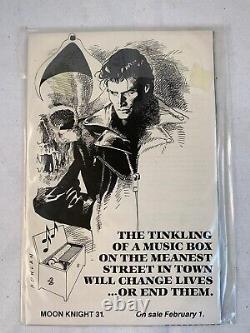 NOWLAN
THE TINKLING
OF A MUSIC BOX
ON THE MEANEST
STREET IN TOWN
WILL CHANGE LIVES
...OR END THEM.
MOON KNIGHT 31. On sale February 1.